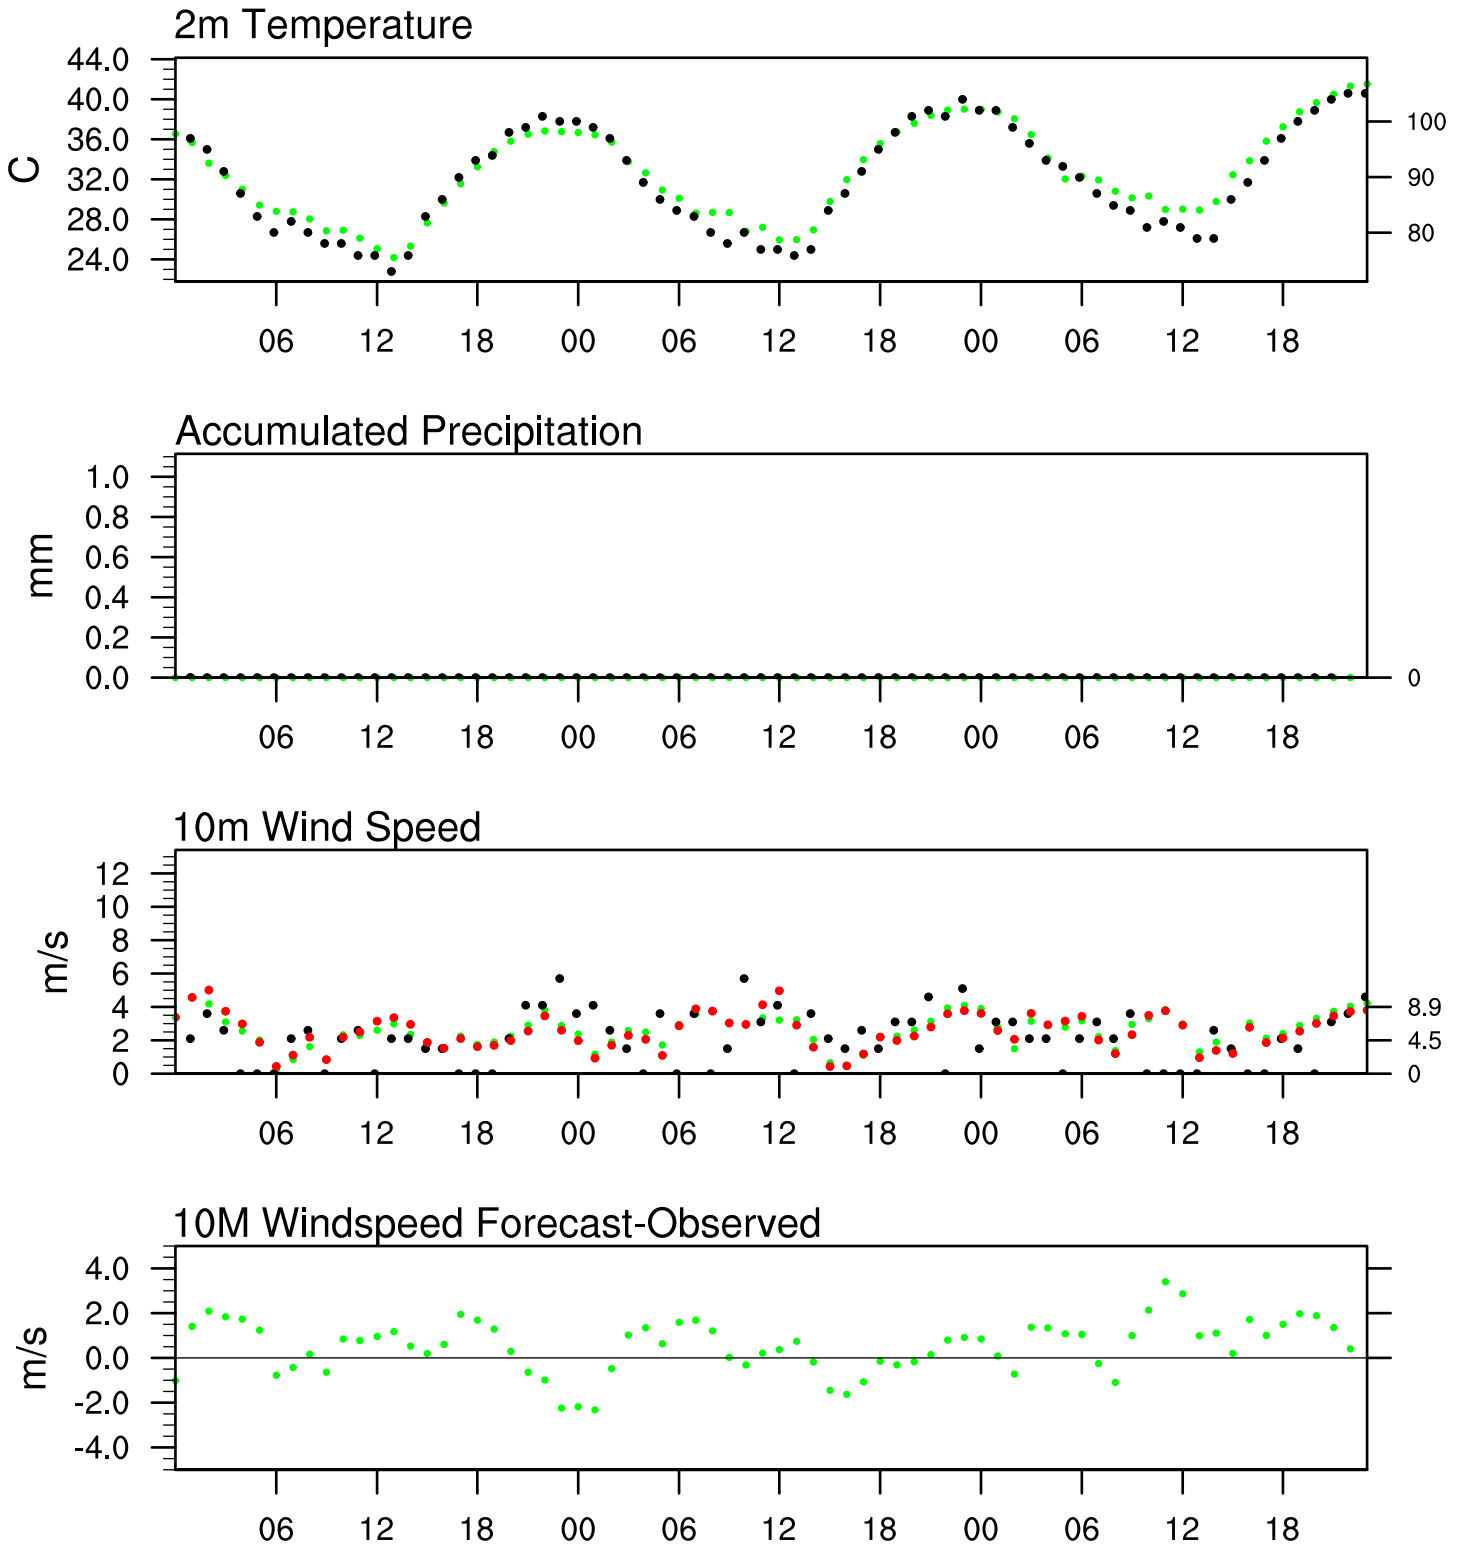 2m Temperature
44.0
40.0
36.0
32.0
28.0
24.0
C
100
90
80
06 12 18 00 06 12 18 00 06 12 18
Accumulated Precipitation
1.0
0.8
0.6
0.4
0.2
0.0
mm
0
06 12 18 00 06 12 18 00 06 12 18
10m Wind Speed
12
10
8
6
4
2
0
m/s
8.9
4.5
0
06 12 18 00 06 12 18 00 06 12 18
10M Windspeed Forecast-Observed
4.0
2.0
0.0
-2.0
-4.0
m/s
06 12 18 00 06 12 18 00 06 12 18